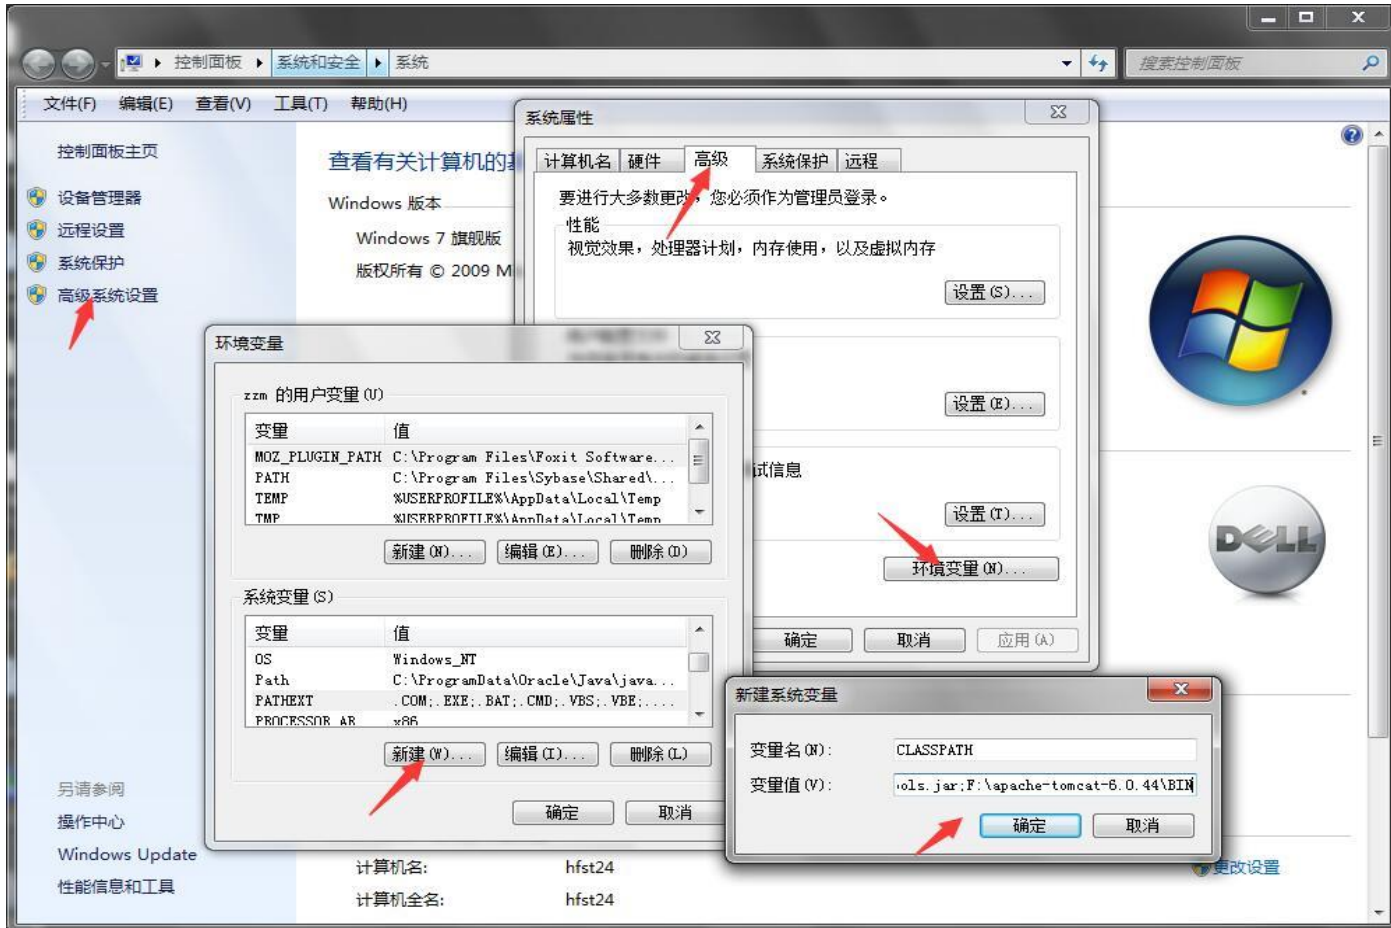 控制面板 系统和安全 系统
搜索控制面板
文件(F) 编辑(E) 查看(V) 工具(T) 帮助(H)
控制面板主页
设备管理器
远程设置
系统保护
高级系统设置
另请参阅
操作中心
Windows Update
性能信息和工具
查看有关计算机的
Windows 版本
Windows 7 旗舰版
版权所有 © 2009 M
系统属性
计算机名 硬件 高级 系统保护 远程
要进行大多数更改，您必须作为管理员登录。
性能
视觉效果，处理器计划，内存使用，以及虚拟内存
设置(S)...
设置(E)...
试信息
设置(T)...
环境变量(N)...
确定 取消 应用(A)
环境变量
zzm 的用户变量(U)
变量 值
MOZ_PLUGIN_PATH C:\Program Files\Foxit Software...
PATH C:\Program Files\Sybase\Shared\...
TEMP %USERPROFILE%\AppData\Local\Temp
TMP %USERPROFILE%\AppData\Local\Temp
新建(N)... 编辑(E)... 删除(D)
系统变量(S)
变量 值
OS Windows_NT
Path C:\ProgramData\Oracle\Java\java...
PATHEXT .COM;.EXE;.BAT;.CMD;.VBS;.VBE;....
PROCESSOR_AR x86
新建(W)... 编辑(I)... 删除(L)
确定 取消
新建系统变量
变量名(N): CLASSPATH
变量值(V): ols.jar;F:\apache-tomcat-6.0.44\BIN
确定 取消
DELL
计算机名: hfst24
更改设置
计算机全名: hfst24